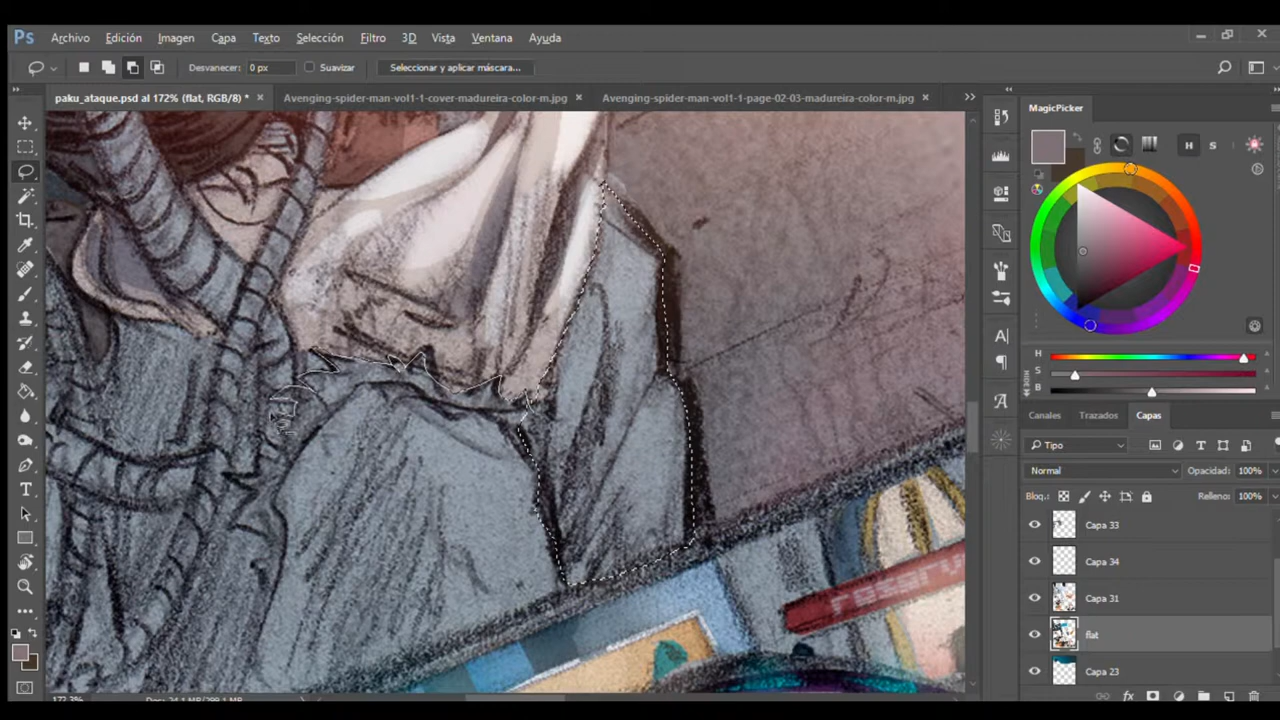 Ps Archivo Edición Imagen Capa Texto Selección Filtro 3D Vista Ventana Ayuda
Desvanecer: 0 px Suavizar Seleccionar y aplicar máscara...
paku_ataque.psd al 172% (flat, RGB/8) * × Avenging-spider-man-vol1-1-cover-madureira-color-m.jpg × Avenging-spider-man-vol1-1-page-02-03-madureira-color-m.jpg ×
MagicPicker
H S
H
S
B
Canales Trazados Capas
Tipo
Normal Opacidad: 100%
Bloq.: Relleno: 100%
Capa 33
Capa 34
Capa 31
flat
Capa 23
reserv